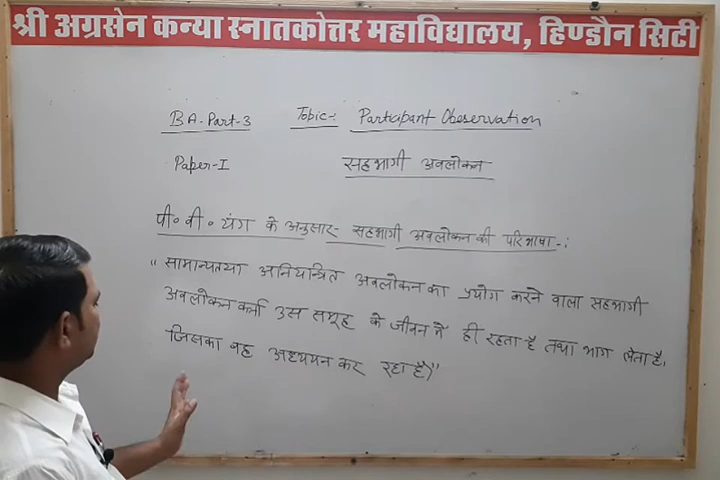 श्री अग्रसेन कन्या स्नातकोत्तर महाविद्यालय, हिण्डौन सिटी
BA-Part-3 Topic:- Participant Observation
Paper-I सहभागी अवलोकन
पी० वी० यंग के अनुसार- सहभागी अवलोकन की परिभाषा-:
" सामान्यतया अनियन्त्रित अवलोकन का प्रयोग करने वाला सहभागी
अवलोकन कर्ता उस समूह के जीवन में ही रहता है तथा भाग लेता है,
जिसका वह अध्ययन कर रहा है)"